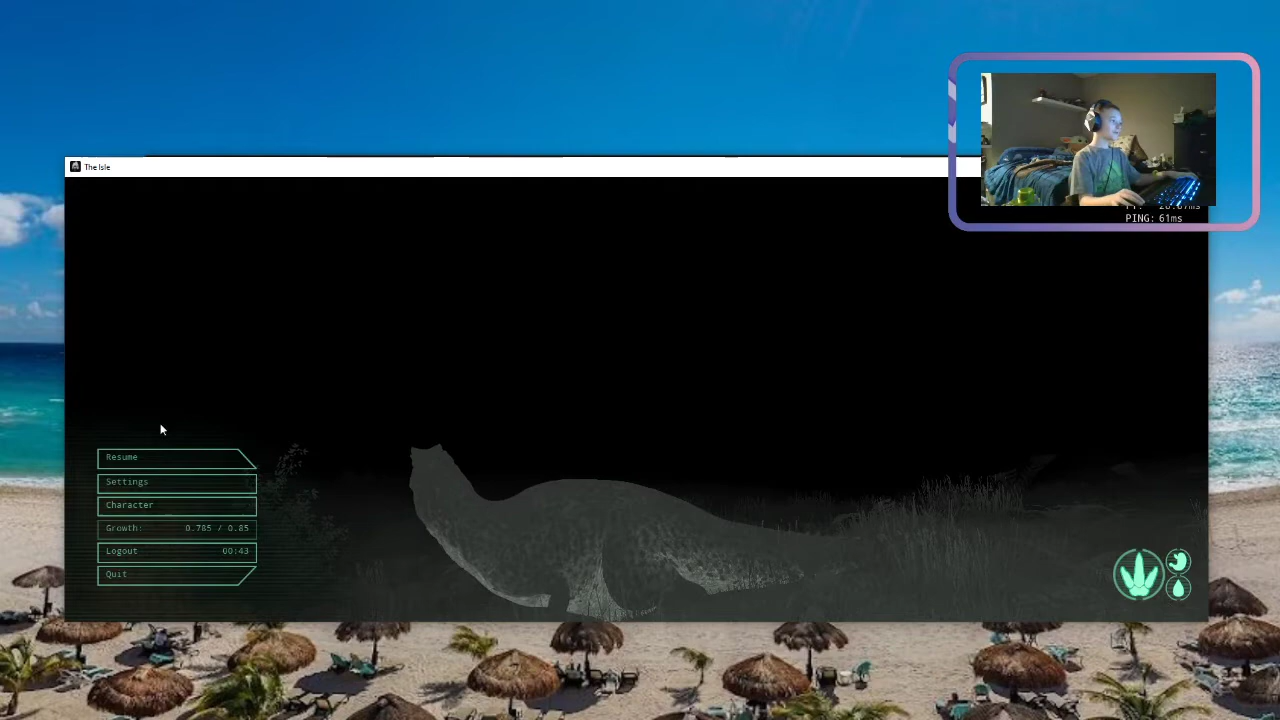 The Isle
PING: 61ms
Resume
Settings
Character
Growth: 0.785 / 0.85
Logout 00:43
Quit